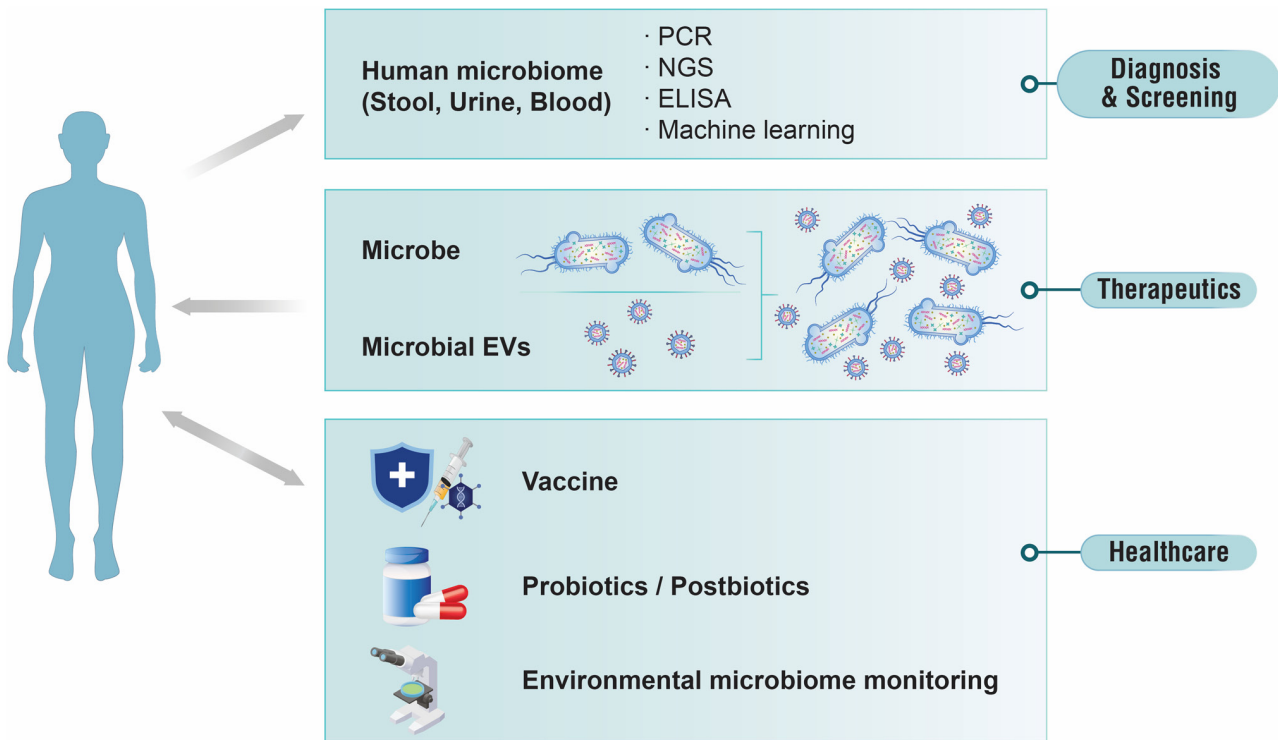 Human microbiome
(Stool, Urine, Blood)
· PCR
· NGS
· ELISA
· Machine learning
Diagnosis
& Screening
Microbe
Microbial EVs
Therapeutics
Vaccine
Probiotics / Postbiotics
Environmental microbiome monitoring
Healthcare